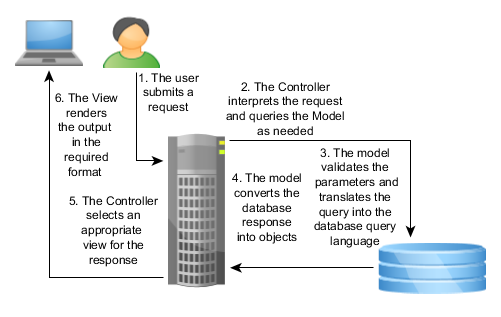 1. The user
submits a
request
2. The Controller
interprets the request
and queries the Model
as needed
3. The model
validates the
parameters and
translates the
query into the
database query
language
4. The model
converts the
database
response
into objects
5. The Controller
selects an
appropriate
view for the
response
6. The View
renders
the output
in the
required
format